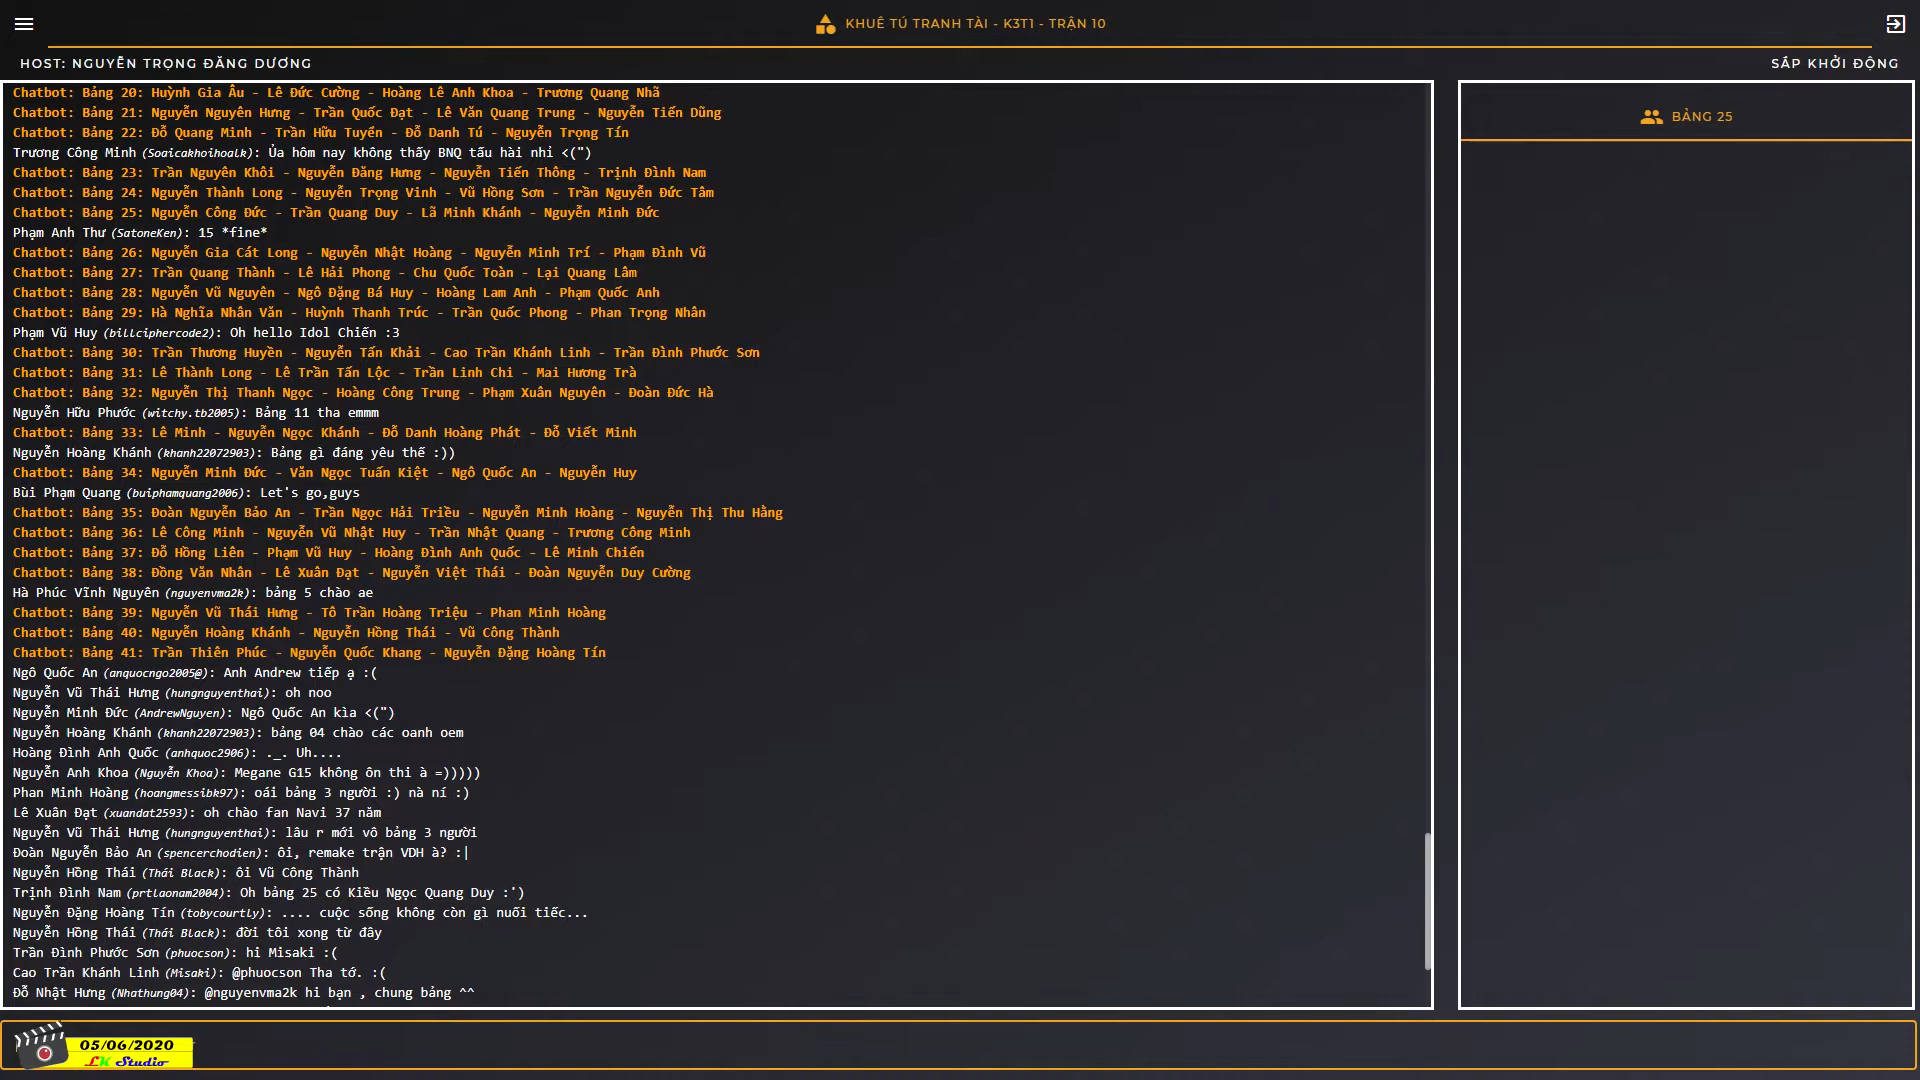 KHUÊ TÚ TRANH TÀI - K3T1 - TRẬN 10
HOST: NGUYỄN TRỌNG ĐĂNG DƯƠNG
SẮP KHỞI ĐỘNG
Chatbot: Bảng 20: Huỳnh Gia Âu - Lê Đức Cường - Hoàng Lê Anh Khoa - Trương Quang Nhã
Chatbot: Bảng 21: Nguyễn Nguyên Hưng - Trần Quốc Đạt - Lê Văn Quang Trung - Nguyễn Tiến Dũng
Chatbot: Bảng 22: Đỗ Quang Minh - Trần Hữu Tuyển - Đỗ Danh Tú - Nguyễn Trọng Tín
Trương Công Minh (Soaicakhoihoalk): Ủa hôm nay không thấy BNQ tấu hài nhỉ <(")
Chatbot: Bảng 23: Trần Nguyên Khôi - Nguyễn Đăng Hưng - Nguyễn Tiến Thông - Trịnh Đình Nam
Chatbot: Bảng 24: Nguyễn Thành Long - Nguyễn Trọng Vinh - Vũ Hồng Sơn - Trần Nguyễn Đức Tâm
Chatbot: Bảng 25: Nguyễn Công Đức - Trần Quang Duy - Lã Minh Khánh - Nguyễn Minh Đức
Phạm Anh Thư (SatoneKen): 15 *fine*
Chatbot: Bảng 26: Nguyễn Gia Cát Long - Nguyễn Nhật Hoàng - Nguyễn Minh Trí - Phạm Đình Vũ
Chatbot: Bảng 27: Trần Quang Thành - Lê Hải Phong - Chu Quốc Toàn - Lại Quang Lâm
Chatbot: Bảng 28: Nguyễn Vũ Nguyên - Ngô Đặng Bá Huy - Hoàng Lam Anh - Phạm Quốc Anh
Chatbot: Bảng 29: Hà Nghĩa Nhân Văn - Huỳnh Thanh Trúc - Trần Quốc Phong - Phan Trọng Nhân
Phạm Vũ Huy (billciphercode2): Oh hello Idol Chiến :3
Chatbot: Bảng 30: Trần Thương Huyền - Nguyễn Tấn Khải - Cao Trần Khánh Linh - Trần Đình Phước Sơn
Chatbot: Bảng 31: Lê Thành Long - Lê Trần Tấn Lộc - Trần Linh Chi - Mai Hương Trà
Chatbot: Bảng 32: Nguyễn Thị Thanh Ngọc - Hoàng Công Trung - Phạm Xuân Nguyên - Đoàn Đức Hà
Nguyễn Hữu Phước (witchy.tb2005): Bảng 11 tha emmm
Chatbot: Bảng 33: Lê Minh - Nguyễn Ngọc Khánh - Đỗ Danh Hoàng Phát - Đỗ Viết Minh
Nguyễn Hoàng Khánh (khanh22072903): Bảng gì đáng yêu thế :))
Chatbot: Bảng 34: Nguyễn Minh Đức - Văn Ngọc Tuấn Kiệt - Ngô Quốc An - Nguyễn Huy
Bùi Phạm Quang (buiphamquang2006): Let's go,guys
Chatbot: Bảng 35: Đoàn Nguyễn Bảo An - Trần Ngọc Hải Triều - Nguyễn Minh Hoàng - Nguyễn Thị Thu Hằng
Chatbot: Bảng 36: Lê Công Minh - Nguyễn Vũ Nhật Huy - Trần Nhật Quang - Trương Công Minh
Chatbot: Bảng 37: Đỗ Hồng Liên - Phạm Vũ Huy - Hoàng Đình Anh Quốc - Lê Minh Chiến
Chatbot: Bảng 38: Đồng Văn Nhân - Lê Xuân Đạt - Nguyễn Việt Thái - Đoàn Nguyễn Duy Cường
Hà Phúc Vĩnh Nguyên (nguyenvma2k): bảng 5 chào ae
Chatbot: Bảng 39: Nguyễn Vũ Thái Hưng - Tô Trần Hoàng Triệu - Phan Minh Hoàng
Chatbot: Bảng 40: Nguyễn Hoàng Khánh - Nguyễn Hồng Thái - Vũ Công Thành
Chatbot: Bảng 41: Trần Thiên Phúc - Nguyễn Quốc Khang - Nguyễn Đặng Hoàng Tín
Ngô Quốc An (anquocngo2005@): Anh Andrew tiếp ạ :(
Nguyễn Vũ Thái Hưng (hungnguyenthai): oh noo
Nguyễn Minh Đức (AndrewNguyen): Ngô Quốc An kìa <(")
Nguyễn Hoàng Khánh (khanh22072903): bảng 04 chào các oanh oem
Hoàng Đình Anh Quốc (anhquoc2906): ._. Uh....
Nguyễn Anh Khoa (Nguyễn Khoa): Megane G15 không ôn thi à =)))))
Phan Minh Hoàng (hoangmessibk97): oái bảng 3 người :) nà ní :)
Lê Xuân Đạt (xuandat2593): oh chào fan Navi 37 năm
Nguyễn Vũ Thái Hưng (hungnguyenthai): lâu r mới vô bảng 3 người
Đoàn Nguyễn Bảo An (spencerchodien): ôi, remake trận VDH à? :|
Nguyễn Hồng Thái (Thái Black): ôi Vũ Công Thành
Trịnh Đình Nam (prtlaonam2004): Oh bảng 25 có Kiều Ngọc Quang Duy :')
Nguyễn Đặng Hoàng Tín (tobycourtly): .... cuộc sống không còn gì nuối tiếc...
Nguyễn Hồng Thái (Thái Black): đời tôi xong từ đây
Trần Đình Phước Sơn (phuocson): hi Misaki :(
Cao Trần Khánh Linh (Misaki): @phuocson Tha tớ. :(
Đỗ Nhật Hưng (Nhathung04): @nguyenvma2k hi bạn , chung bảng ^^
BẢNG 25
05/06/2020
LK Studio